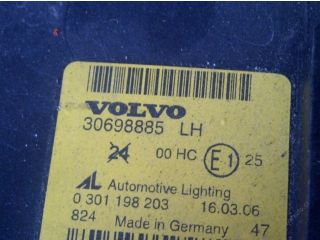 VOLVO
30698885 LH
24 00 HC E1 25
AL Automotive Lighting
0 301 198 203 16.03.06
824 Made in Germany 47